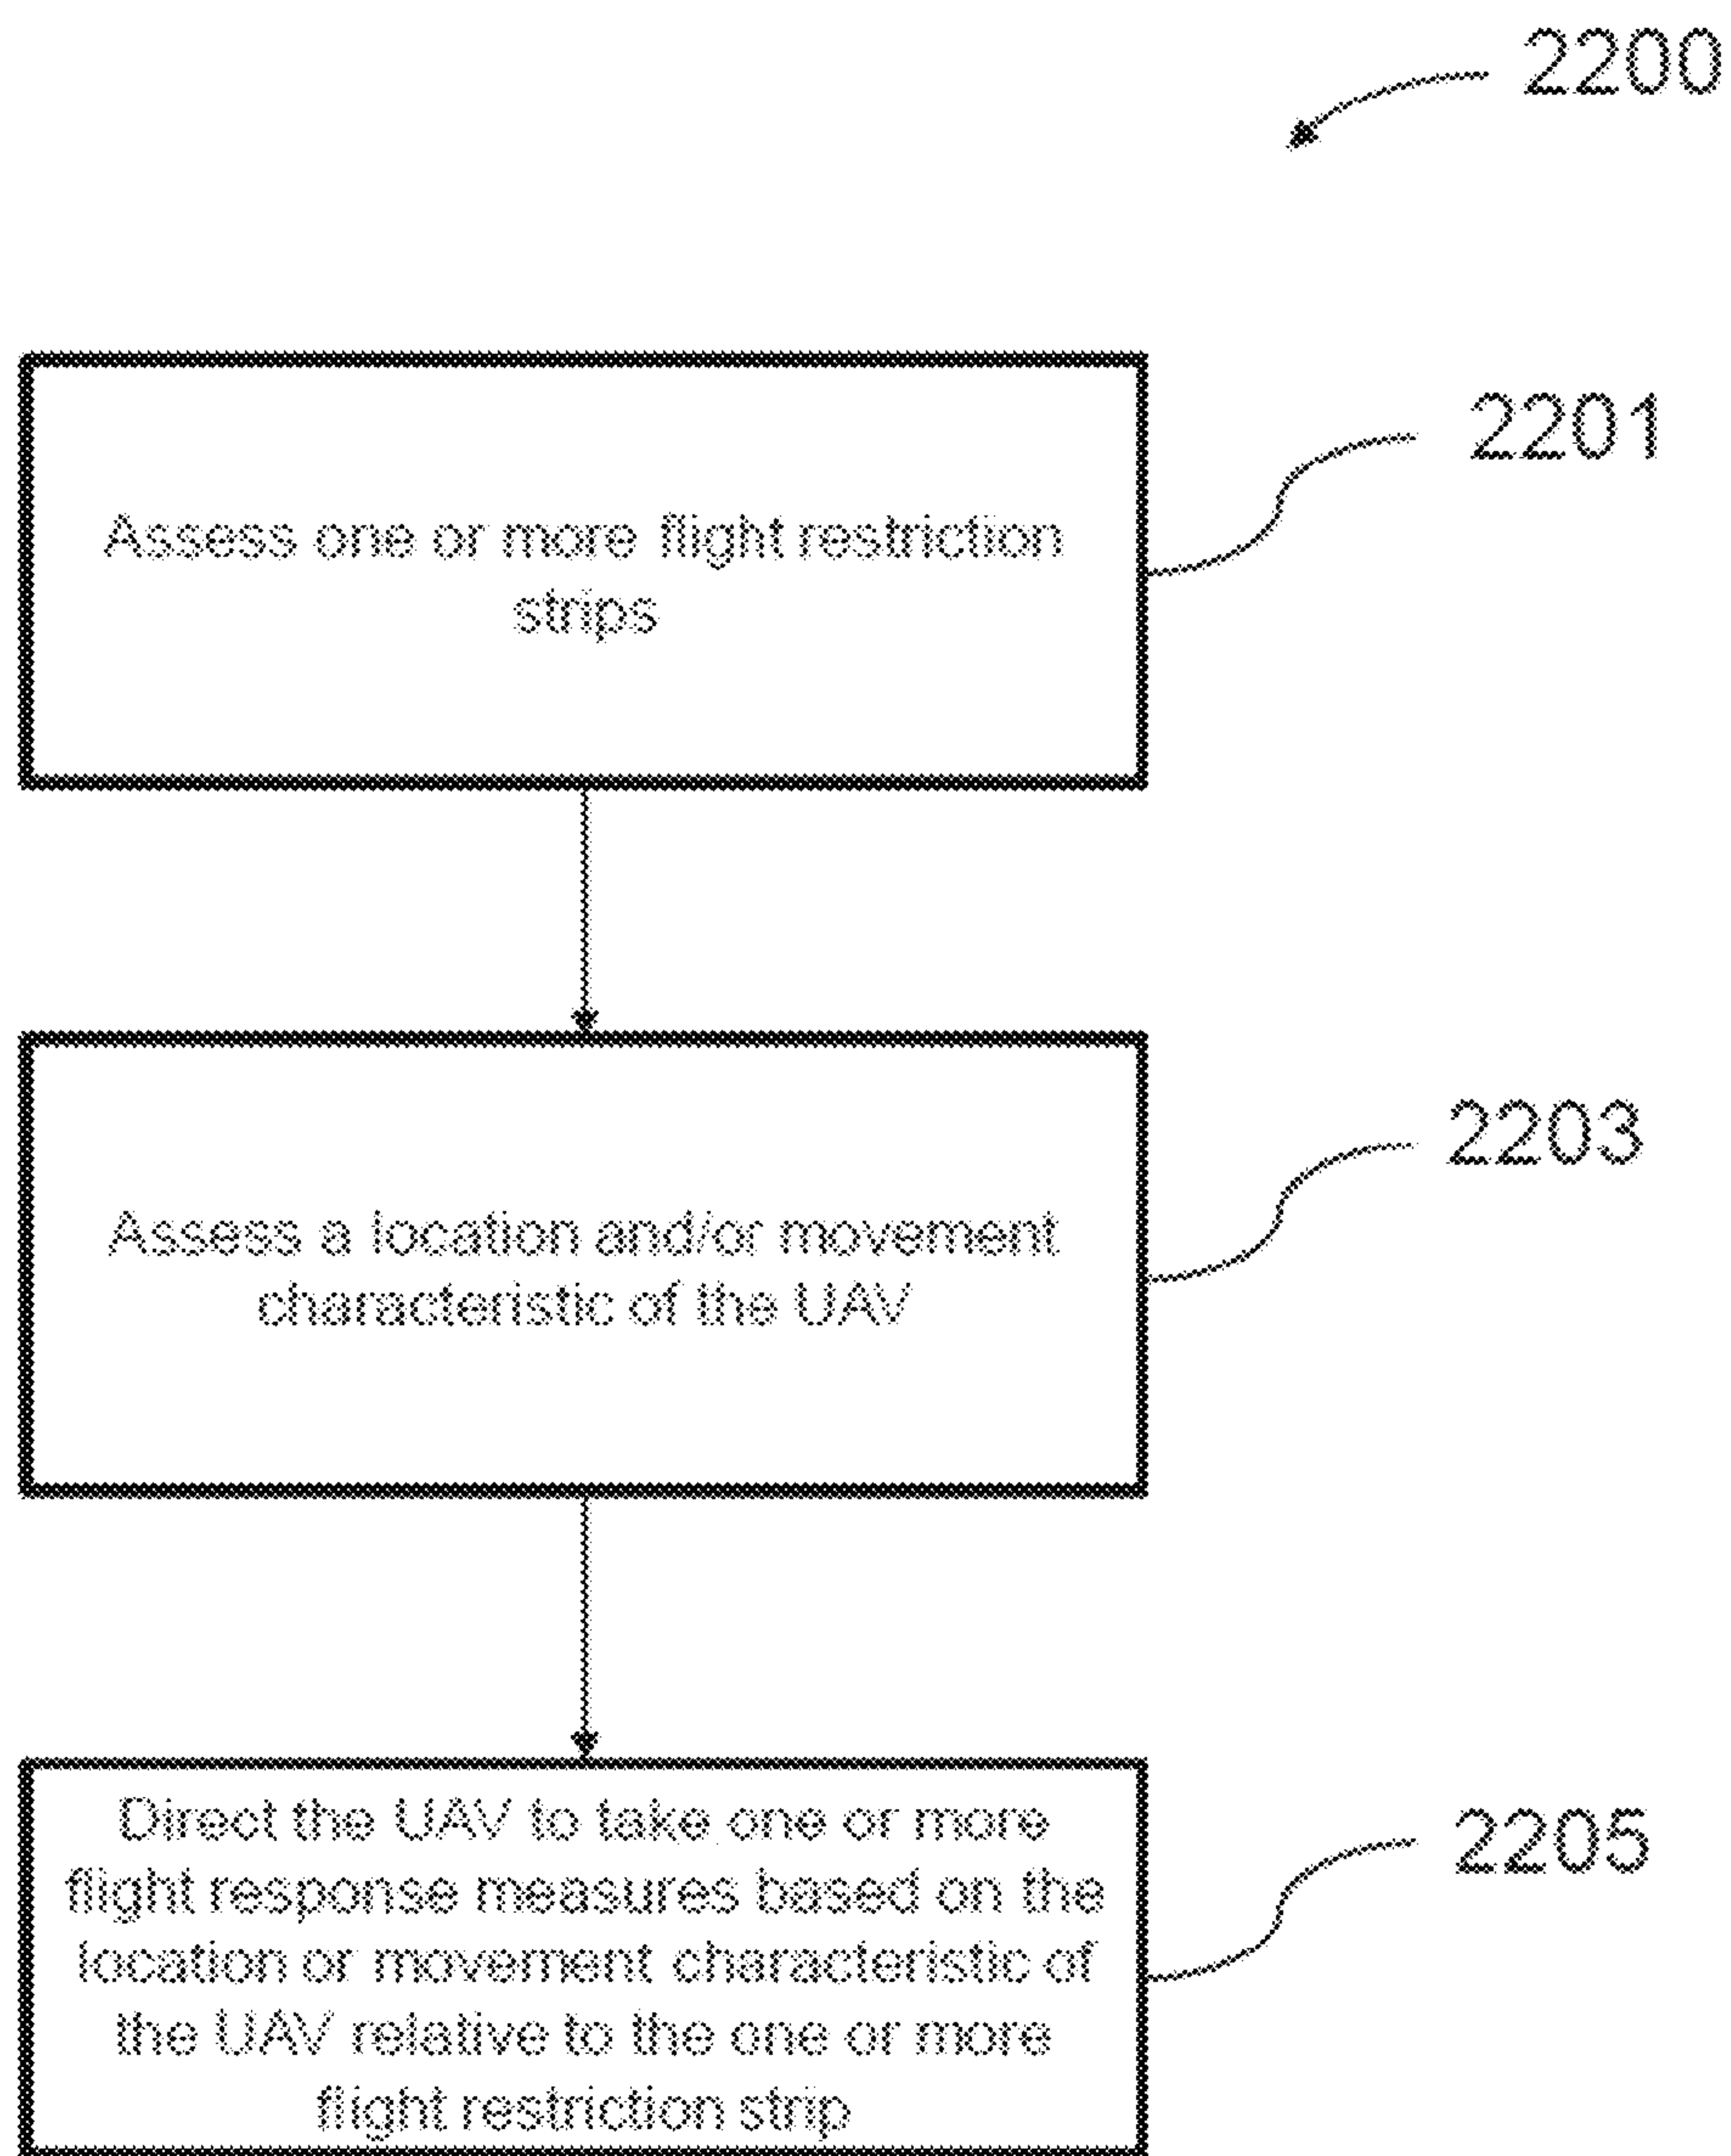 2200
2201
Assess one or more flight restriction
strips
2203
Assess a location and/or movement
characteristic of the UAV
2205
Direct the UAV to take one or more
flight response measures based on the
location or movement characteristic of
the UAV relative to the one or more
flight restriction strip